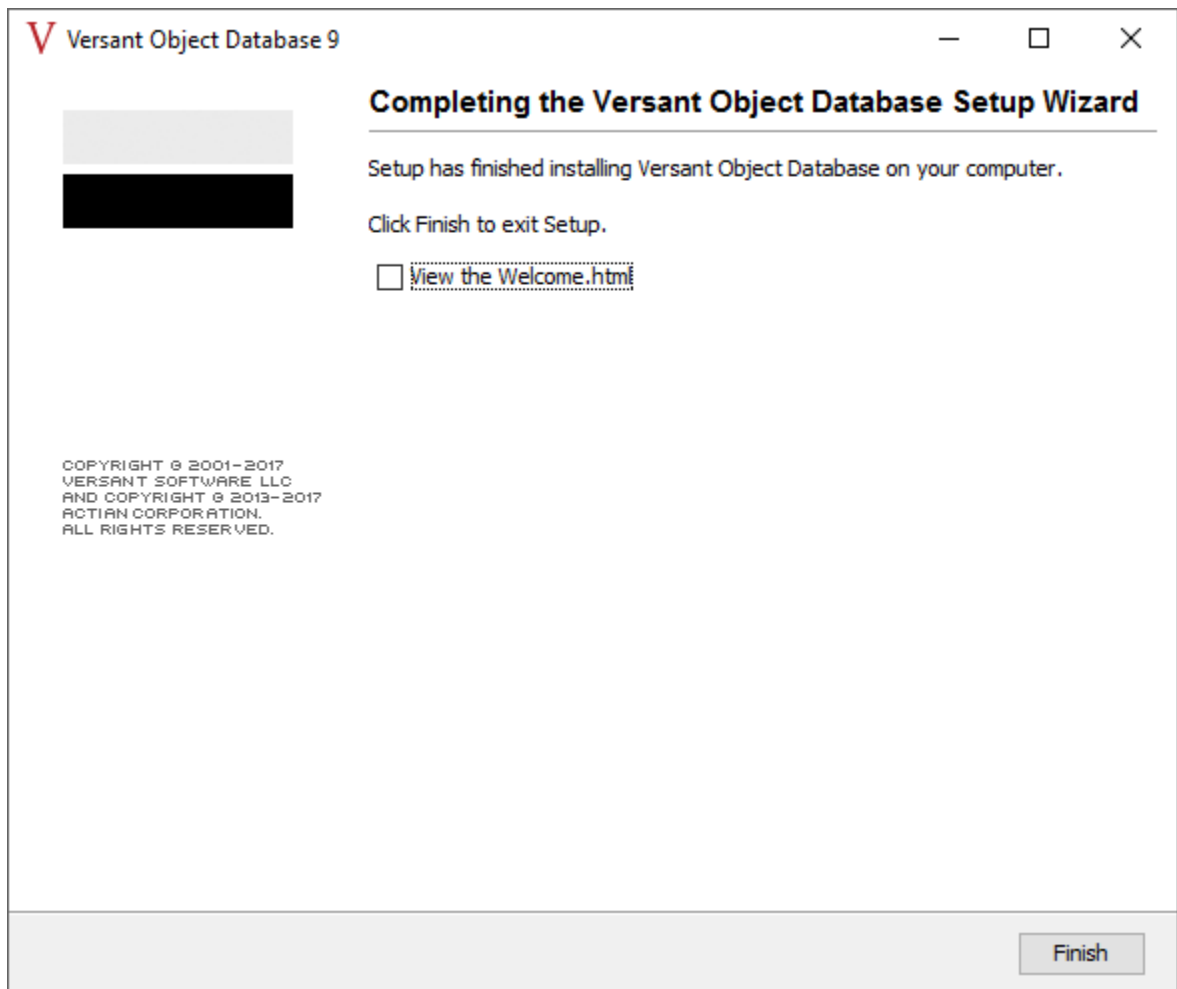 V Versant Object Database 9
Completing the Versant Object Database Setup Wizard
Setup has finished installing Versant Object Database on your computer.
Click Finish to exit Setup.
View the Welcome.html
COPYRIGHT © 2001-2017
VERSANT SOFTWARE LLC
AND COPYRIGHT © 2013-2017
ACTIAN CORPORATION.
ALL RIGHTS RESERVED.
Finish